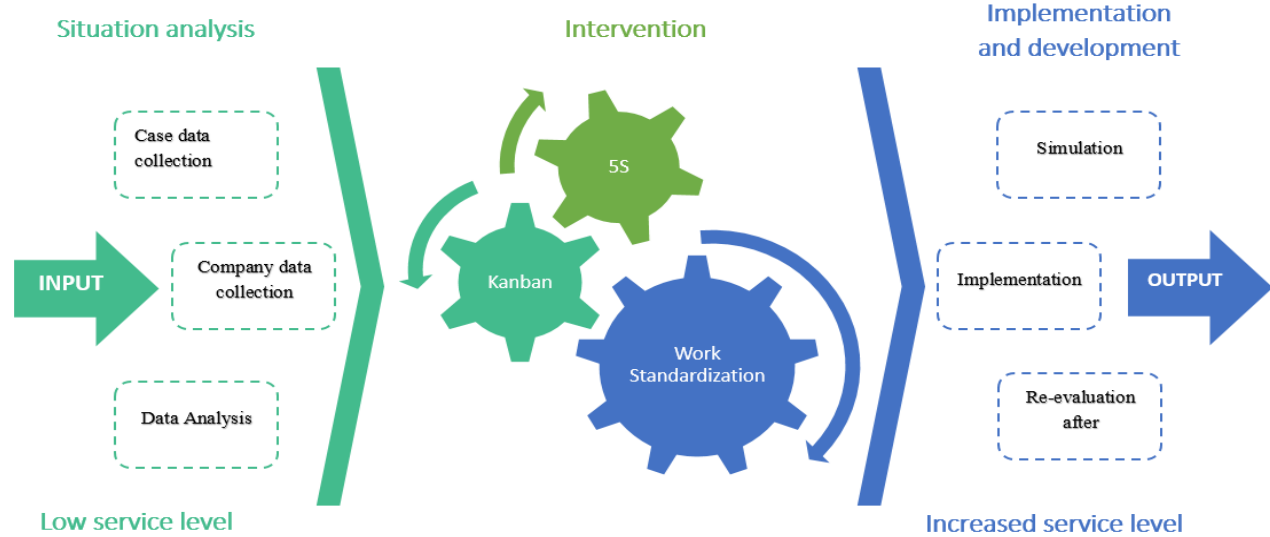 Situation analysis
Case data
collection
INPUT
Company data
collection
Data Analysis
Low service level
Intervention
5S
Kanban
Work
Standardization
Implementation
and development
Simulation
Implementation
OUTPUT
Re-evaluation
after
Increased service level